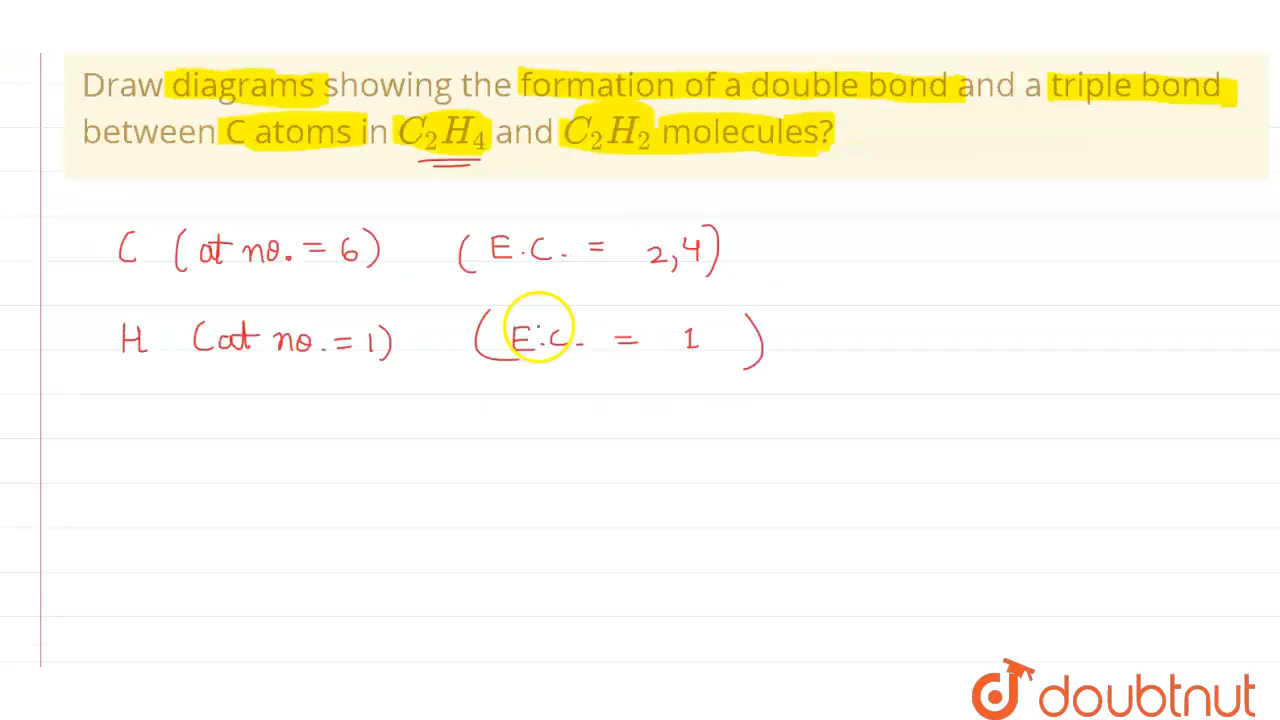 Draw diagrams showing the formation of a double bond and a triple bond
between C atoms in C₂H₄ and C₂H₂ molecules?
C (at no. = 6) (E.C. = 2,4)
H (at no. = 1) (E.C. = 1 )
doubtnut